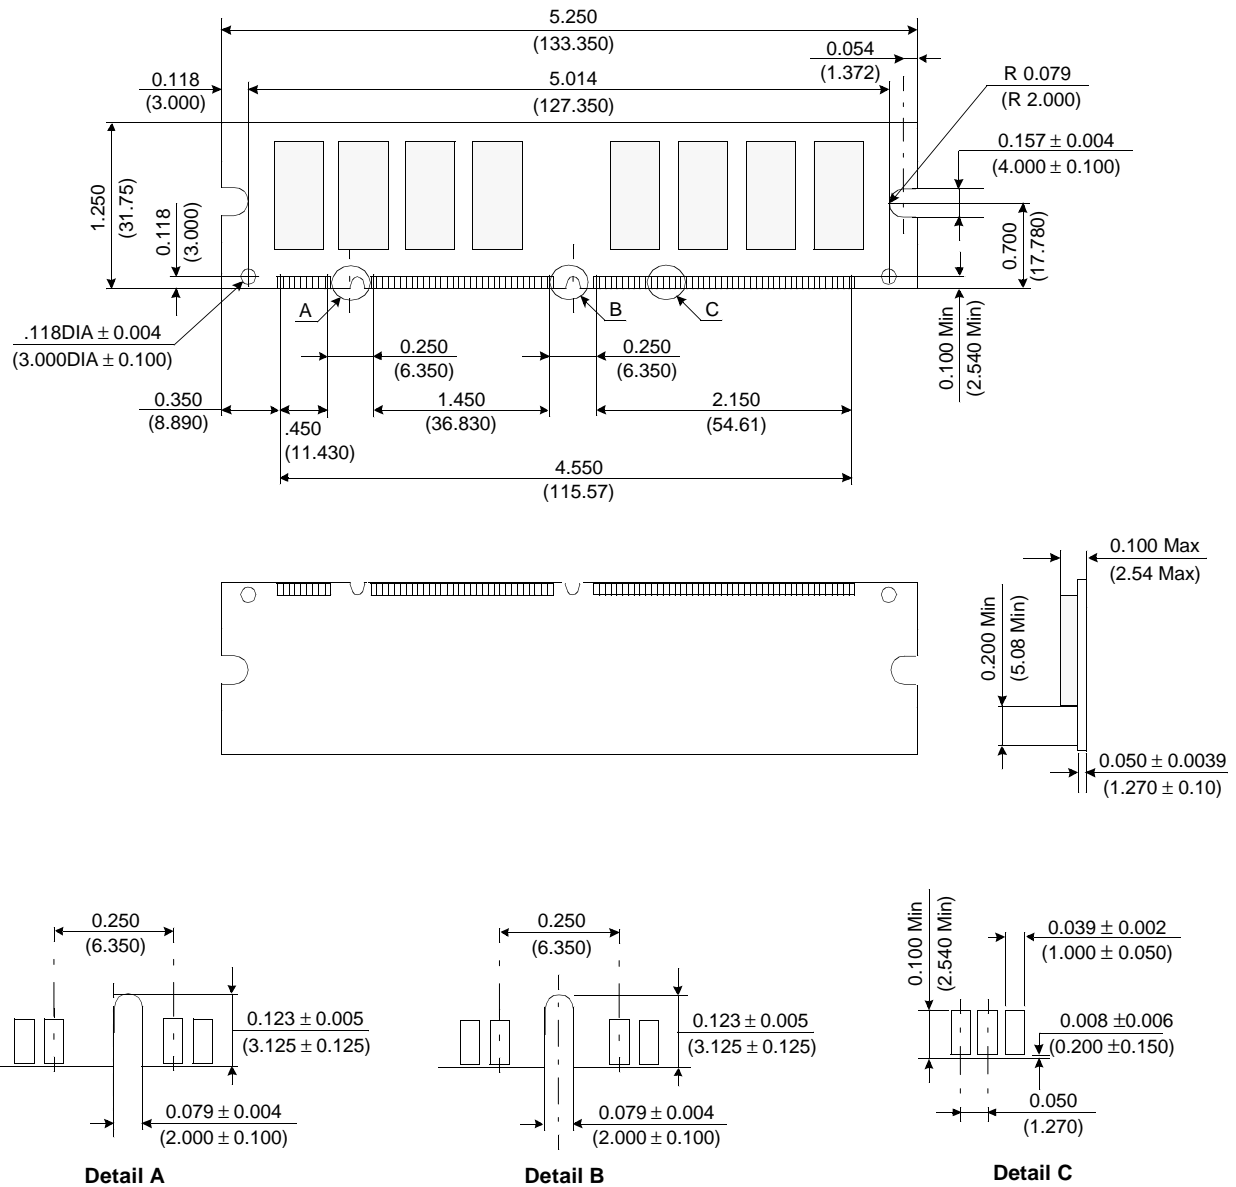 5.250
(133.350)
0.054
(1.372)
0.118
(3.000)
5.014
(127.350)
R 0.079
(R 2.000)
0.157 ± 0.004
(4.000 ± 0.100)
1.250
(31.75)
0.118
(3.000)
0.700
(17.780)
A
B
C
.118DIA ± 0.004
(3.000DIA ± 0.100)
0.250
(6.350)
0.250
(6.350)
0.100 Min
(2.540 Min)
0.350
(8.890)
.450
(11.430)
1.450
(36.830)
2.150
(54.61)
4.550
(115.57)
0.100 Max
(2.54 Max)
0.200 Min
(5.08 Min)
0.050 ± 0.0039
(1.270 ± 0.10)
0.250
(6.350)
0.123 ± 0.005
(3.125 ± 0.125)
0.079 ± 0.004
(2.000 ± 0.100)
Detail A
0.250
(6.350)
0.123 ± 0.005
(3.125 ± 0.125)
0.079 ± 0.004
(2.000 ± 0.100)
Detail B
0.100 Min
(2.540 Min)
0.039 ± 0.002
(1.000 ± 0.050)
0.008 ±0.006
(0.200 ±0.150)
0.050
(1.270)
Detail C